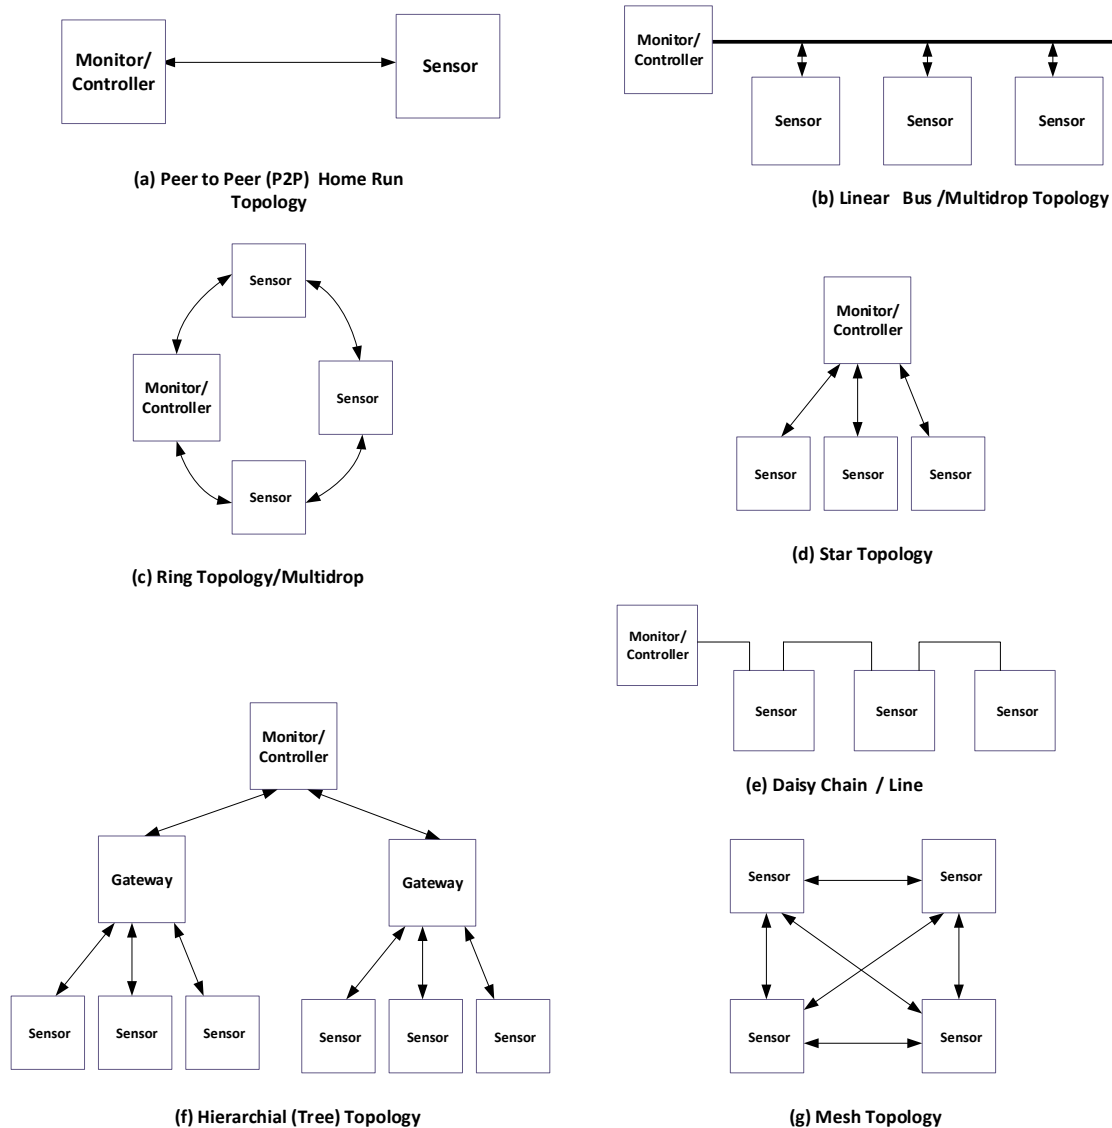 Monitor/
Controller
Sensor
(a) Peer to Peer (P2P) Home Run
Topology
Monitor/
Controller
Sensor
Sensor
Sensor
(b) Linear Bus /Multidrop Topology
Sensor
Monitor/
Controller
Sensor
Sensor
(c) Ring Topology/Multidrop
Monitor/
Controller
Sensor
Sensor
Sensor
(d) Star Topology
Monitor/
Controller
Sensor
Sensor
Sensor
(e) Daisy Chain / Line
Monitor/
Controller
Gateway
Gateway
Sensor
Sensor
Sensor
Sensor
Sensor
Sensor
(f) Hierarchial (Tree) Topology
Sensor
Sensor
Sensor
Sensor
(g) Mesh Topology